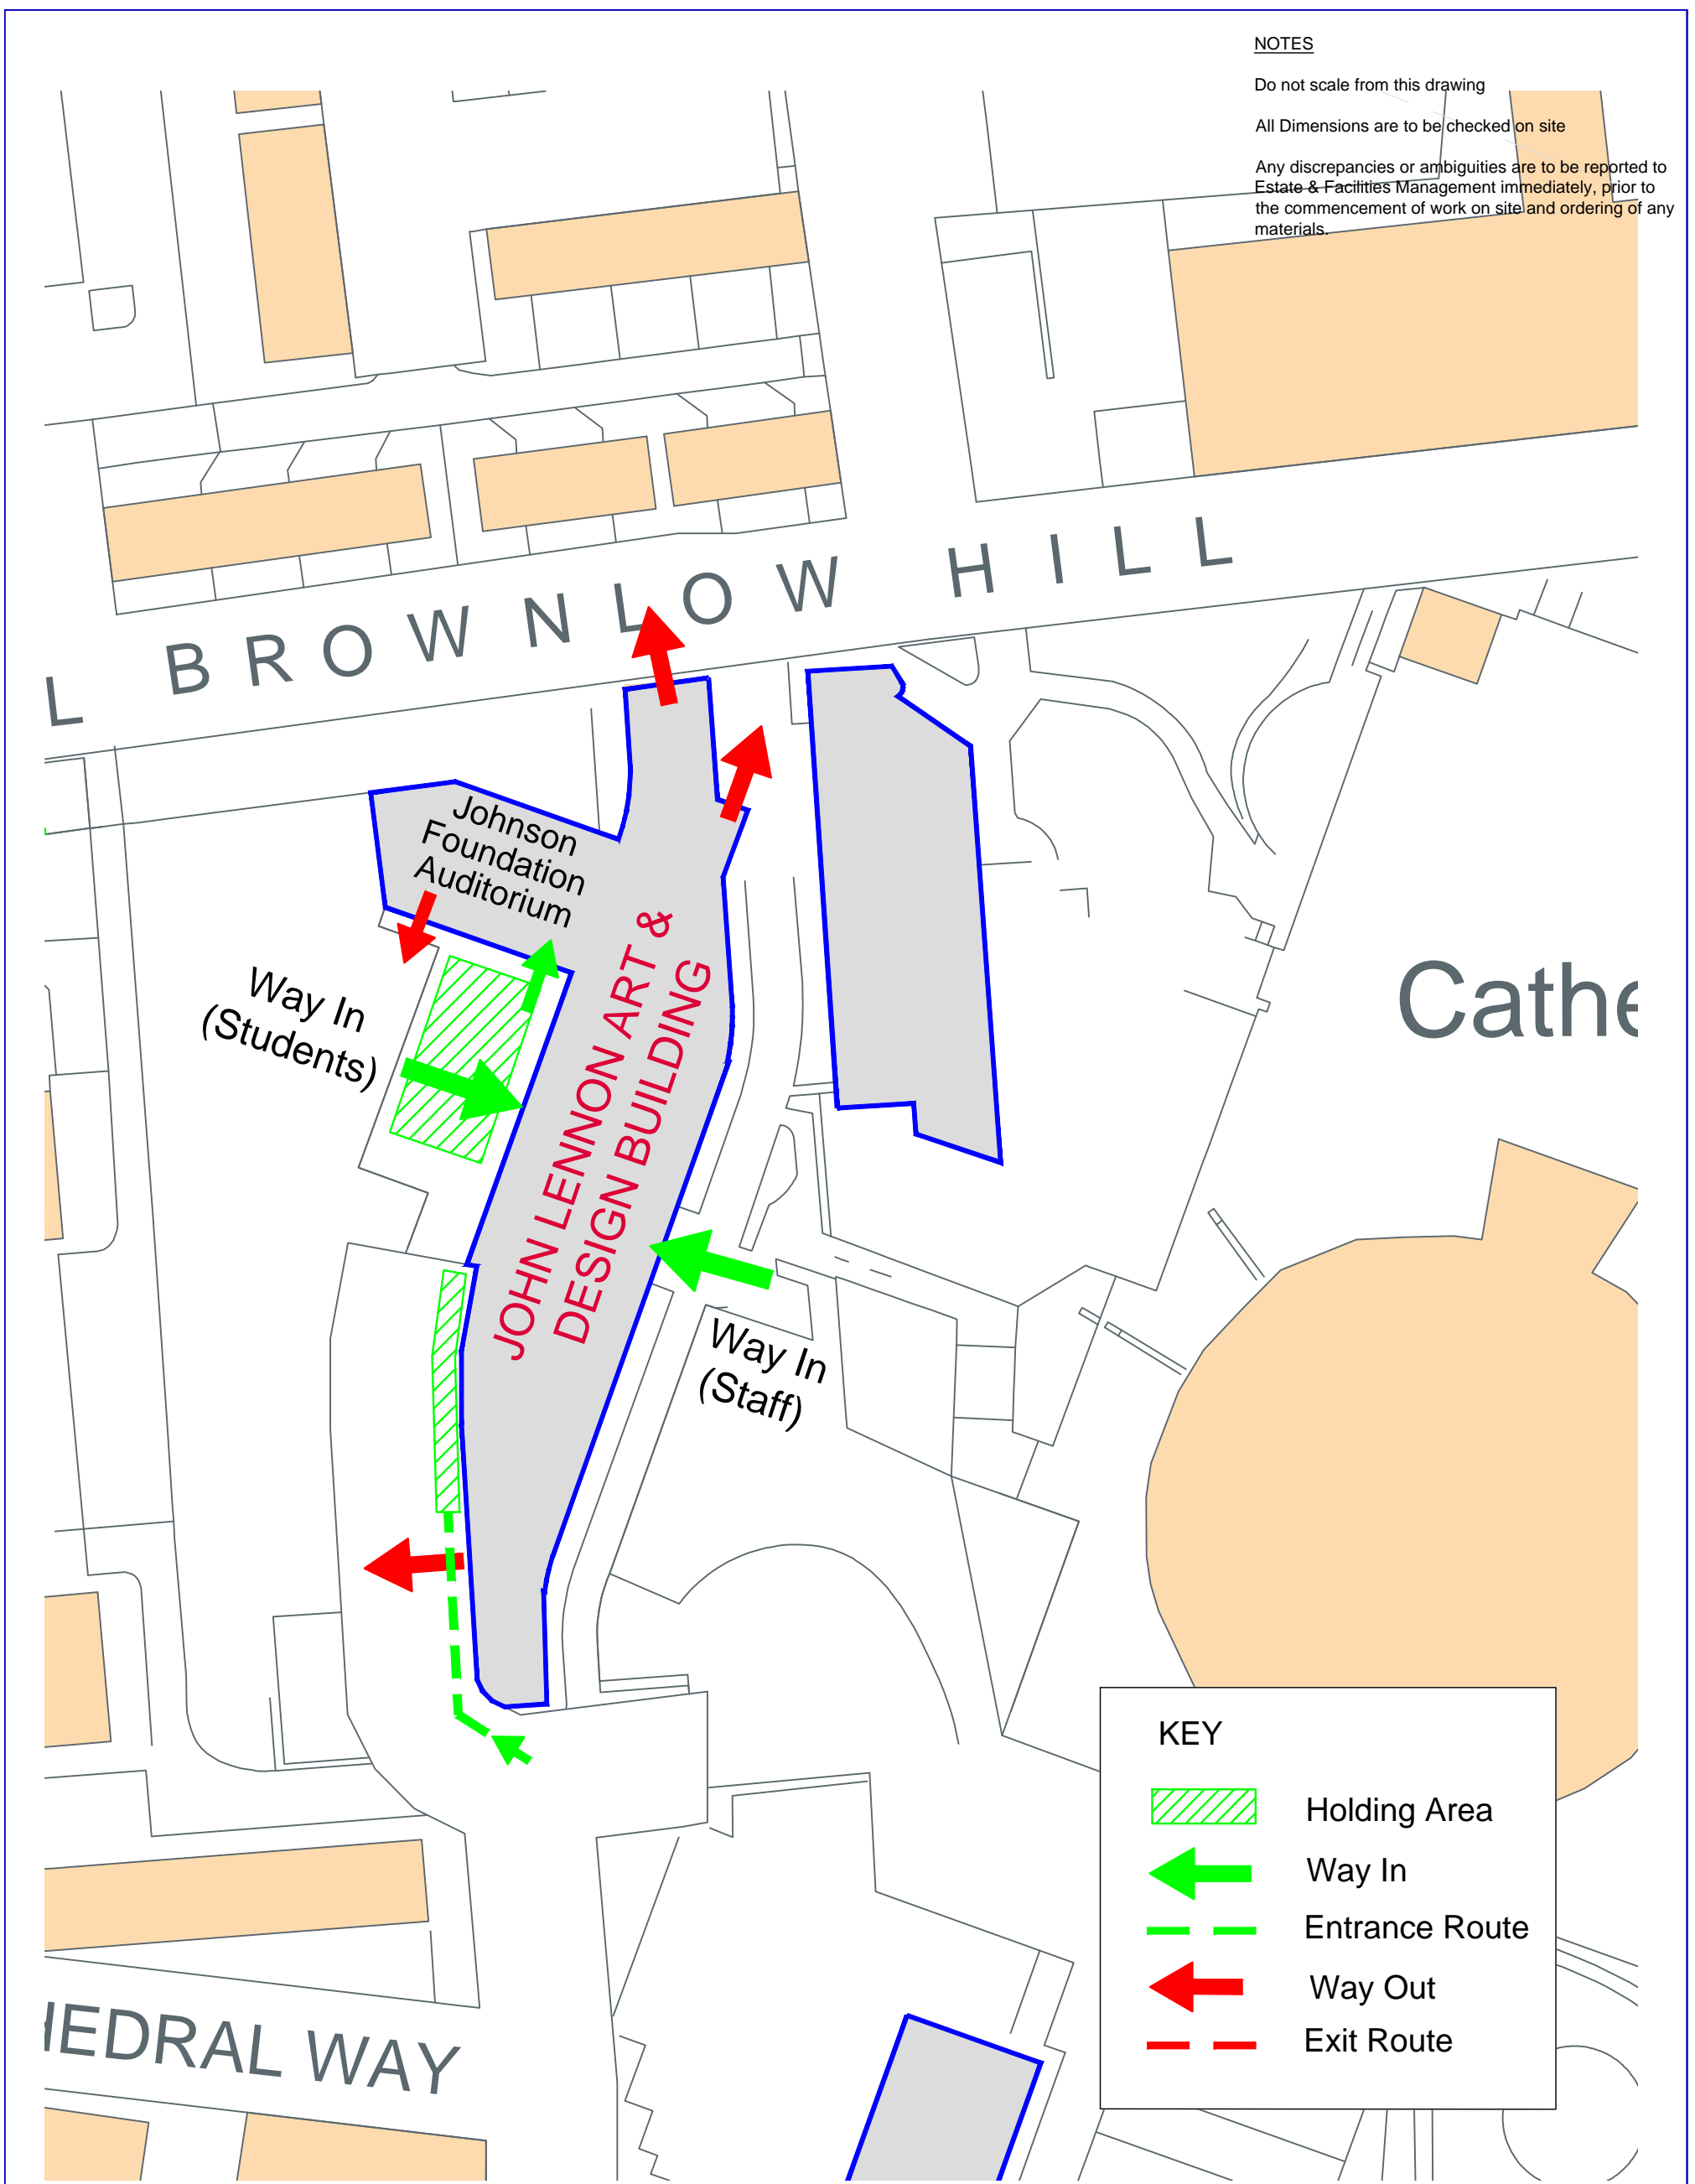 NOTES
Do not scale from this drawing
All Dimensions are to be checked on site
Any discrepancies or ambiguities are to be reported to
Estate & Facilities Management immediately, prior to
the commencement of work on site and ordering of any
materials.
L BROWNLOW HILL
Johnson
Foundation
Auditorium
Way In
(Students)
JOHN LENNON ART &
DESIGN BUILDING
Cathe
Way In
(Staff)
KEY
Holding Area
Way In
Entrance Route
Way Out
Exit Route
HEDRAL WAY